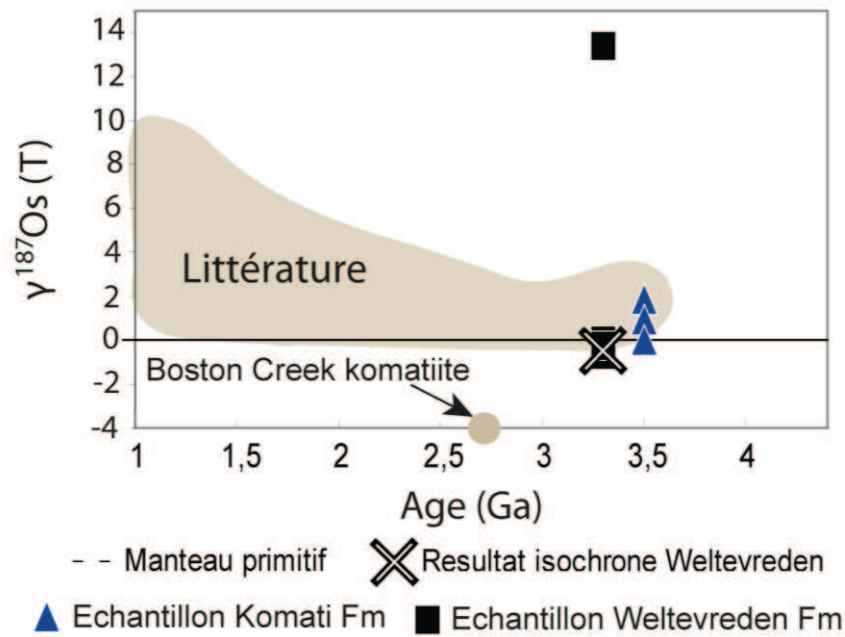 14
12
10
8
6
4
2
0
-2
-4
γ187Os (T)
Littérature
Boston Creek komatiite
1 1,5 2 2,5 3 3,5 4
Age (Ga)
- - Manteau primitif Resultat isochrone Weltevreden
Echantillon Komati Fm Echantillon Weltevreden Fm